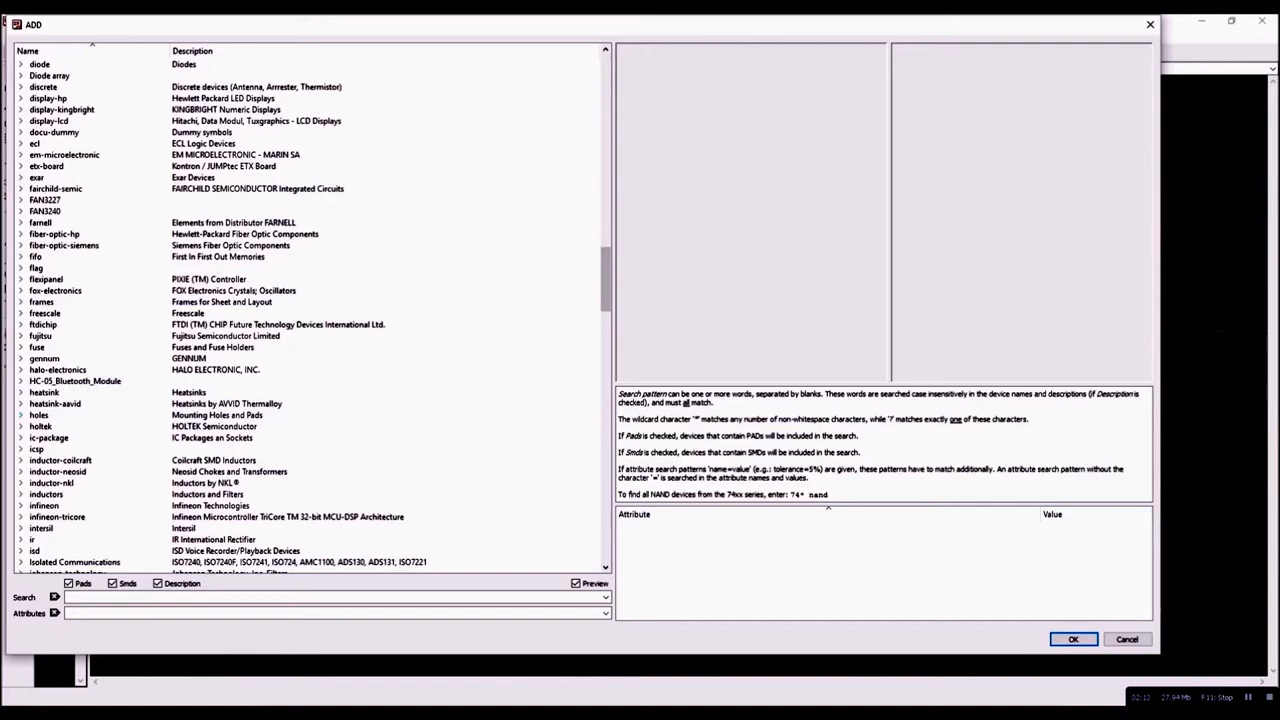 ADD
Name Description
diode Diodes
Diode array
discrete Discrete devices (Antenna, Arrrester, Thermistor)
display-hp Hewlett Packard LED Displays
display-kingbright KINGBRIGHT Numeric Displays
display-lcd Hitachi, Data Modul, Tuxgraphics - LCD Displays
docu-dummy Dummy symbols
ecl ECL Logic Devices
em-microelectronic EM MICROELECTRONIC - MARIN SA
etx-board Kontron / JUMPtec ETX Board
exar Exar Devices
fairchild-semic FAIRCHILD SEMICONDUCTOR Integrated Circuits
FAN3227
FAN3240
farnell Elements from Distributor FARNELL
fiber-optic-hp Hewlett-Packard Fiber Optic Components
fiber-optic-siemens Siemens Fiber Optic Components
fifo First In First Out Memories
flag
flexipanel PIXIE (TM) Controller
fox-electronics FOX Electronics Crystals; Oscillators
frames Frames for Sheet and Layout
freescale Freescale
ftdichip FTDI (TM) CHIP Future Technology Devices International Ltd.
fujitsu Fujitsu Semiconductor Limited
fuse Fuses and Fuse Holders
gennum GENNUM
halo-electronics HALO ELECTRONIC, INC.
HC-05_Bluetooth_Module
heatsink Heatsinks
heatsink-aavid Heatsinks by AVVID Thermalloy
holes Mounting Holes and Pads
holtek HOLTEK Semiconductor
ic-package IC Packages an Sockets
icsp
inductor-coilcraft Coilcraft SMD Inductors
inductor-neosid Neosid Chokes and Transformers
inductor-nkl Inductors by NKL®
inductors Inductors and Filters
infineon Infineon Technologies
infineon-tricore Infineon Microcontroller TriCore TM 32-bit MCU-DSP Architecture
intersil Intersil
ir IR International Rectifier
isd ISD Voice Recorder/Playback Devices
Isolated Communications ISO7240, ISO7240F, ISO7241, ISO724, AMC1100, ADS130, ADS131, ISO7221
Pads Smds Description Preview
Search
Attributes
Search pattern can be one or more words, separated by blanks. These words are searched case insensitively in the device names and descriptions (if Description is
checked), and must all match.
The wildcard character '*' matches any number of non-whitespace characters, while '?' matches exactly one of these characters.
If Pads is checked, devices that contain PADs will be included in the search.
If Smds is checked, devices that contain SMDs will be included in the search.
If attribute search patterns 'name=value' (e.g.: tolerance=5%) are given, these patterns have to match additionally. An attribute search pattern without the
character '=' is searched in the attribute names and values.
To find all NAND devices from the 74xx series, enter: 74* nand
Attribute Value
OK Cancel
27.94 Mb F11: Stop